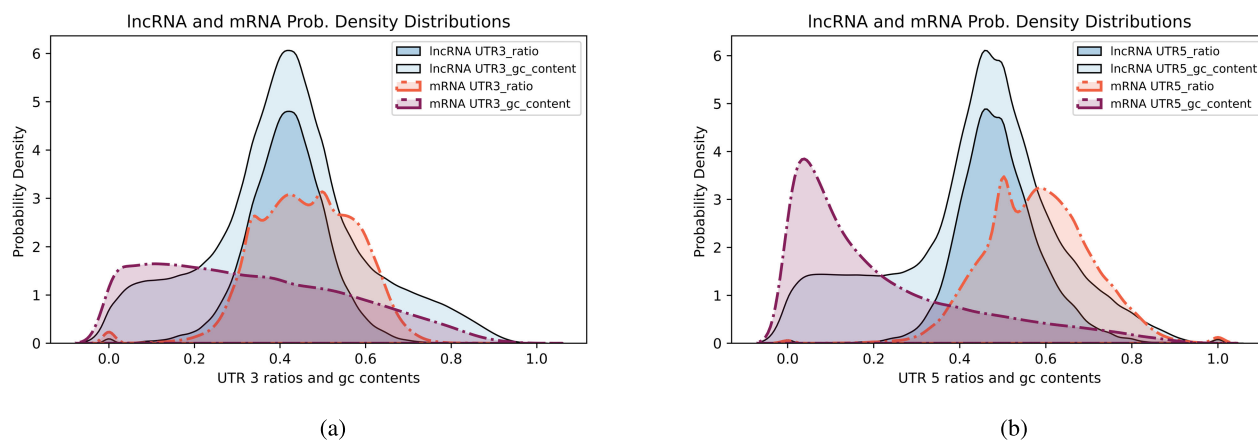 lncRNA and mRNA Prob. Density Distributions
6
5
4
3
2
1
0
Probability Density
lncRNA UTR3_ratio
lncRNA UTR3_gc_content
mRNA UTR3_ratio
mRNA UTR3_gc_content
0.0 0.2 0.4 0.6 0.8 1.0
UTR 3 ratios and gc contents
(a)
lncRNA and mRNA Prob. Density Distributions
6
5
4
3
2
1
0
Probability Density
lncRNA UTR5_ratio
lncRNA UTR5_gc_content
mRNA UTR5_ratio
mRNA UTR5_gc_content
0.0 0.2 0.4 0.6 0.8 1.0
UTR 5 ratios and gc contents
(b)